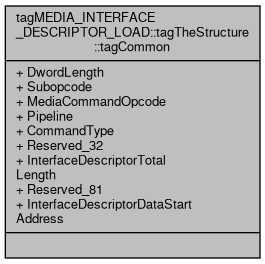 tagMEDIA_INTERFACE
_DESCRIPTOR_LOAD::tagTheStructure
::tagCommon
+ DwordLength
+ Subopcode
+ MediaCommandOpcode
+ Pipeline
+ CommandType
+ Reserved_32
+ InterfaceDescriptorTotal
Length
+ Reserved_81
+ InterfaceDescriptorDataStart
Address